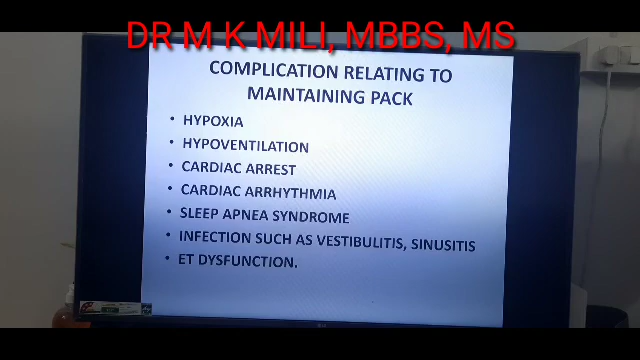 DR M K MILI, MBBS, MS
COMPLICATION RELATING TO
MAINTAINING PACK
• HYPOXIA
• HYPOVENTILATION
• CARDIAC ARREST
• CARDIAC ARRHYTHMIA
• SLEEP APNEA SYNDROME
• INFECTION SUCH AS VESTIBULITIS, SINUSITIS
• ET DYSFUNCTION.